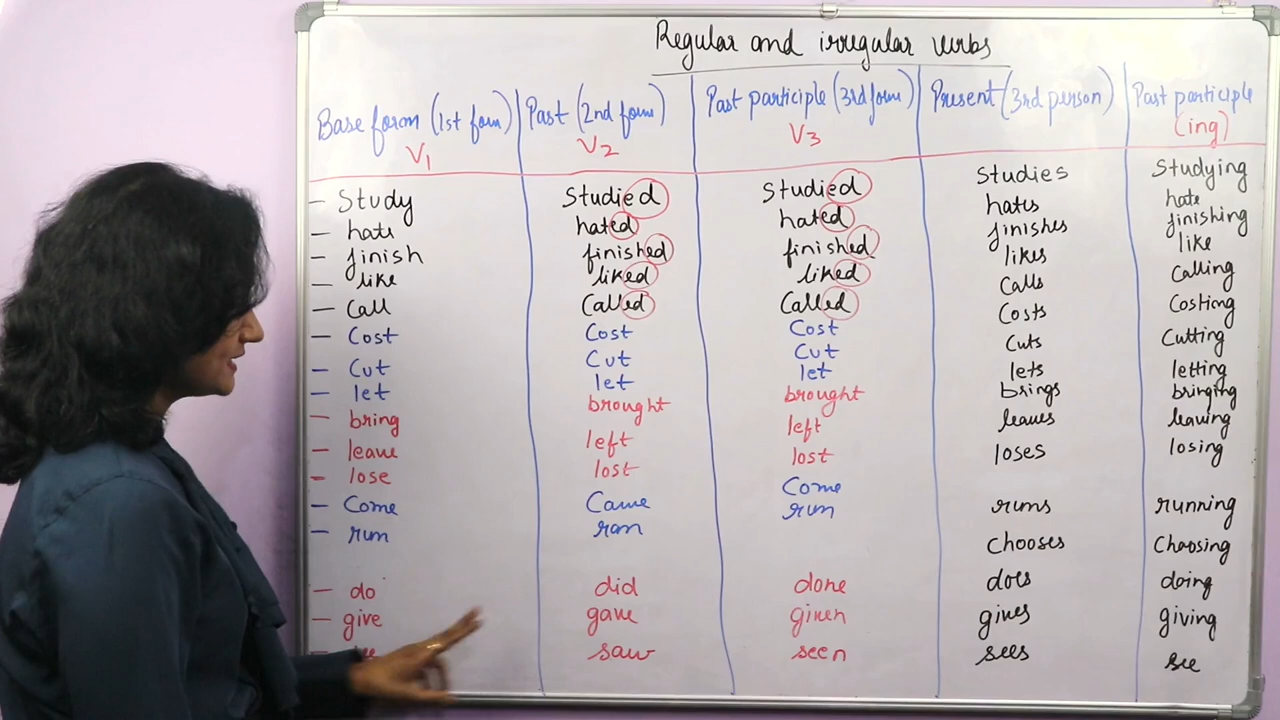 Regular and irregular verbs
Base form (1st form) Past (2nd form) Past participle (3rd form) Present (3rd person) Past participle
V1 V2 V3 (ing)
– Study Studied Studied Studies Studying
– hate hated hated hates hate
– finish finished finished finishes finishing
– like liked liked likes like
– Call Called Called Calls Calling
– Cost Cost Cost Costs Costing
– Cut Cut Cut Cuts Cutting
– let let let lets letting
– bring brought brought brings bringing
– leave left left leaves leaving
– lose lost lost loses losing
– Come Came Come
– run ran run runs running
Chooses Choosing
– do did done does doing
– give gave given gives giving
– saw seen sees see